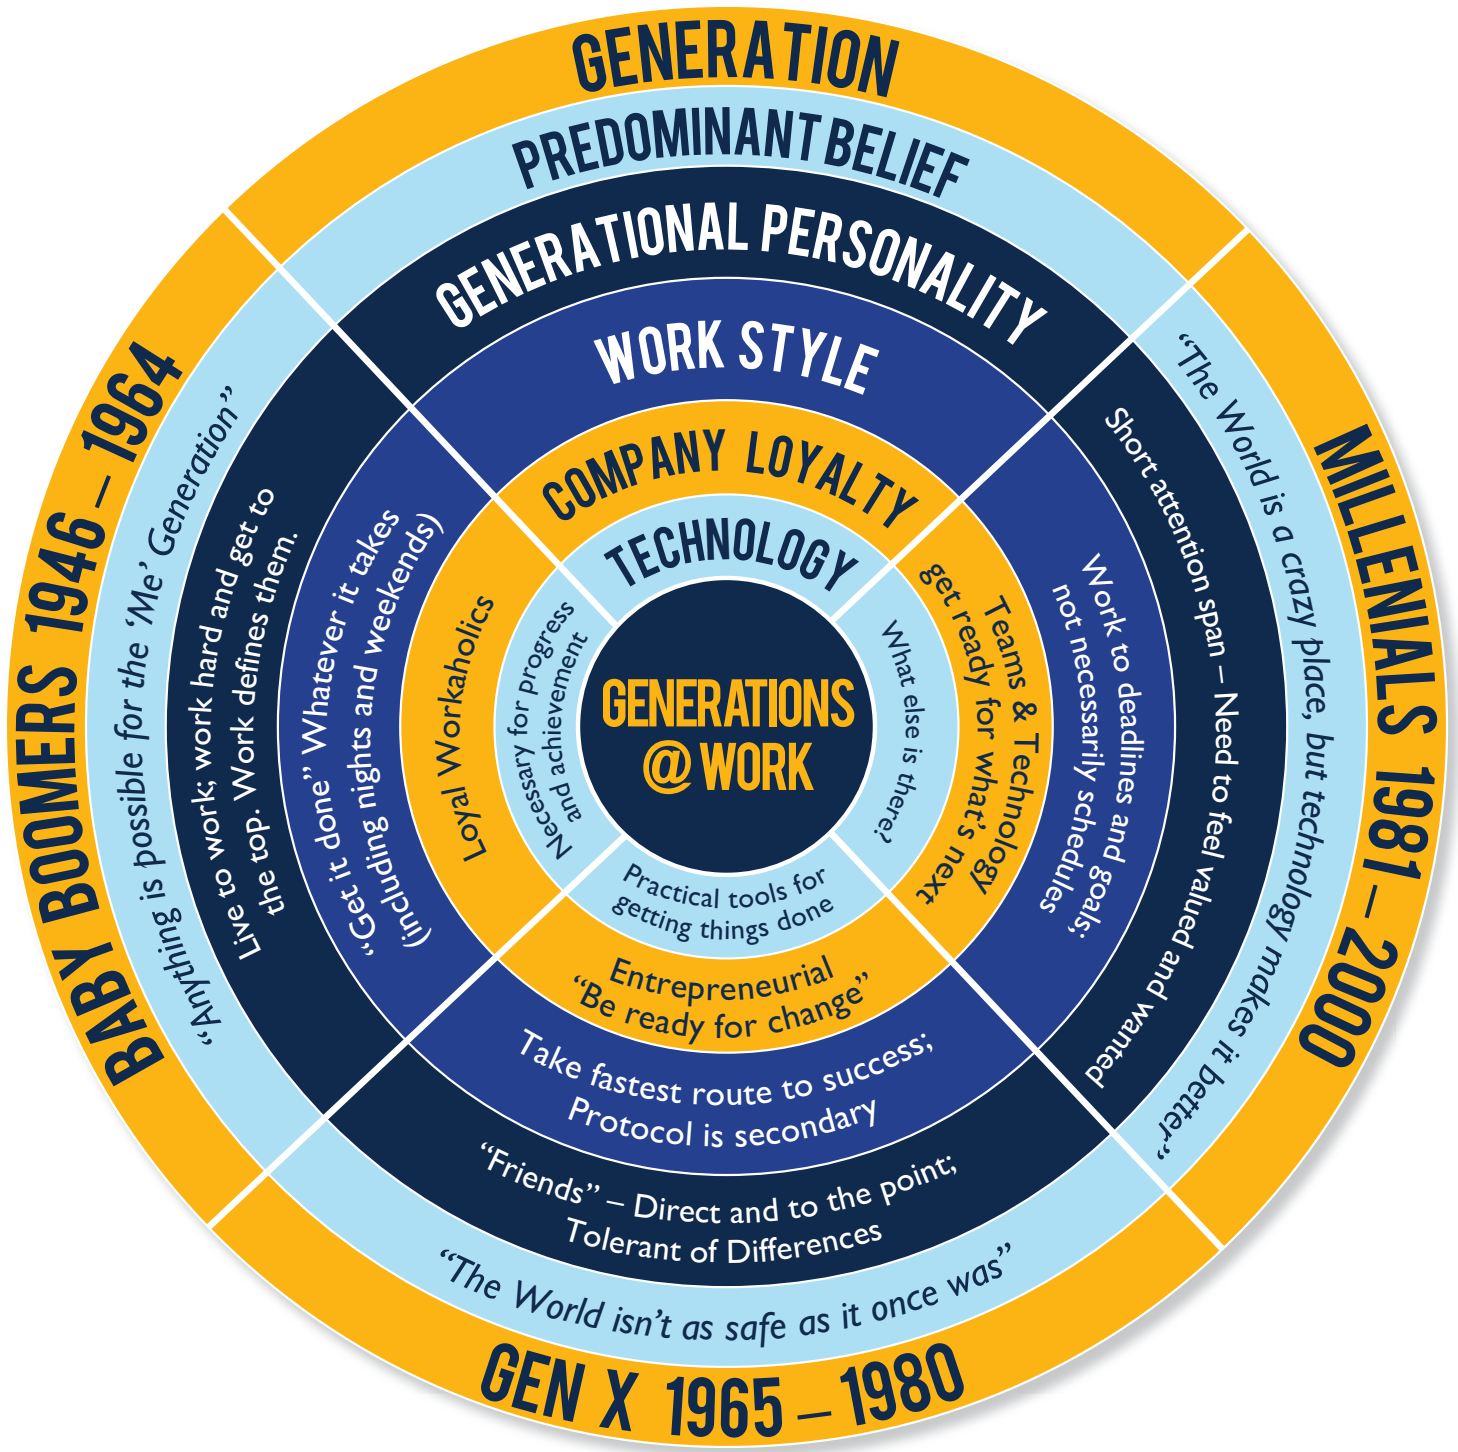 GENERATION
PREDOMINANT BELIEF
GENERATIONAL PERSONALITY
WORK STYLE
COMPANY LOYALTY
TECHNOLOGY
GENERATIONS
@ WORK
BABY BOOMERS 1946 – 1964
“Anything is possible for the ‘Me’ Generation”
Live to work; work hard and get to
the top. Work defines them.
“Get it done” Whatever it takes
(including nights and weekends)
Loyal Workaholics
Necessary for progress
and achievement
MILLENIALS 1981 – 2000
“The World is a crazy place, but technology makes it better”
Short attention span – Need to feel valued and wanted
Work to deadlines and goals;
not necessarily schedules
Teams & Technology
get ready for what’s next
What else is there?
Practical tools for
getting things done
Entrepreneurial
“Be ready for change”
Take fastest route to success;
Protocol is secondary
“Friends” – Direct and to the point;
Tolerant of Differences
“The World isn’t as safe as it once was”
GEN X 1965 – 1980